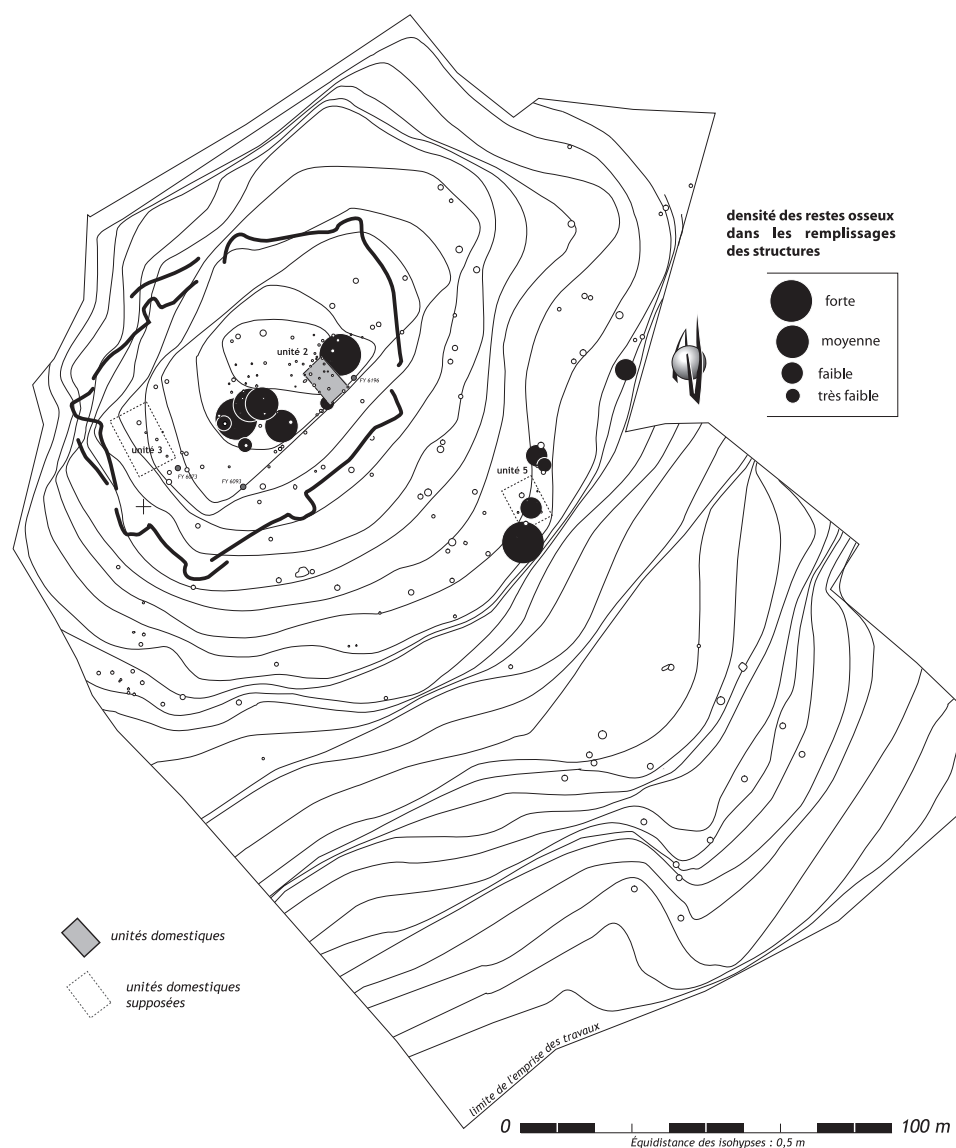 densité des restes osseux
dans les remplissages
des structures
forte
moyenne
faible
très faible
unité 2
FY 6196
unité 3
FY 6073
FY 6093
unité 5
unités domestiques
unités domestiques
supposées
limite de l'emprise des travaux
0
100 m
Équidistance des isohypses : 0,5 m